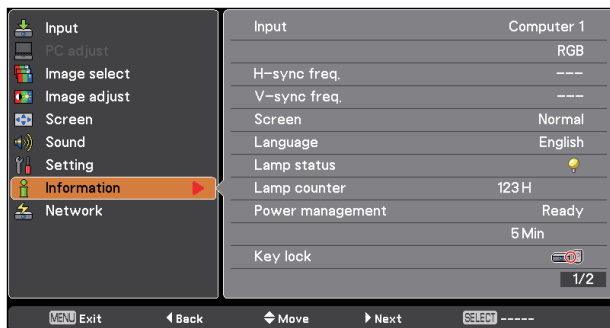 Input
PC adjust
Image select
Image adjust
Screen
Sound
Setting
Information
Network
Input Computer 1
RGB
H-sync freq. ---
V-sync freq. ---
Screen Normal
Language English
Lamp status
Lamp counter 123 H
Power management Ready
5 Min
Key lock
1/2
MENU Exit Back Move Next SELECT -----